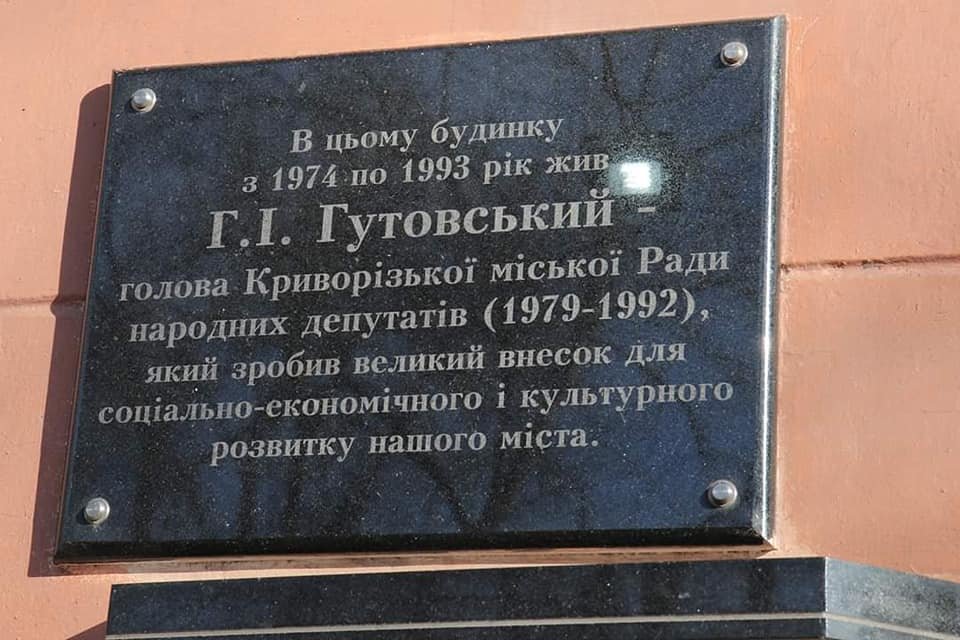 В цьому будинку
з 1974 по 1993 рік жив
Г.І. Гутовський -
голова Криворізької міської Ради
народних депутатів (1979-1992),
який зробив великий внесок для
соціально-економічного і культурного
розвитку нашого міста.